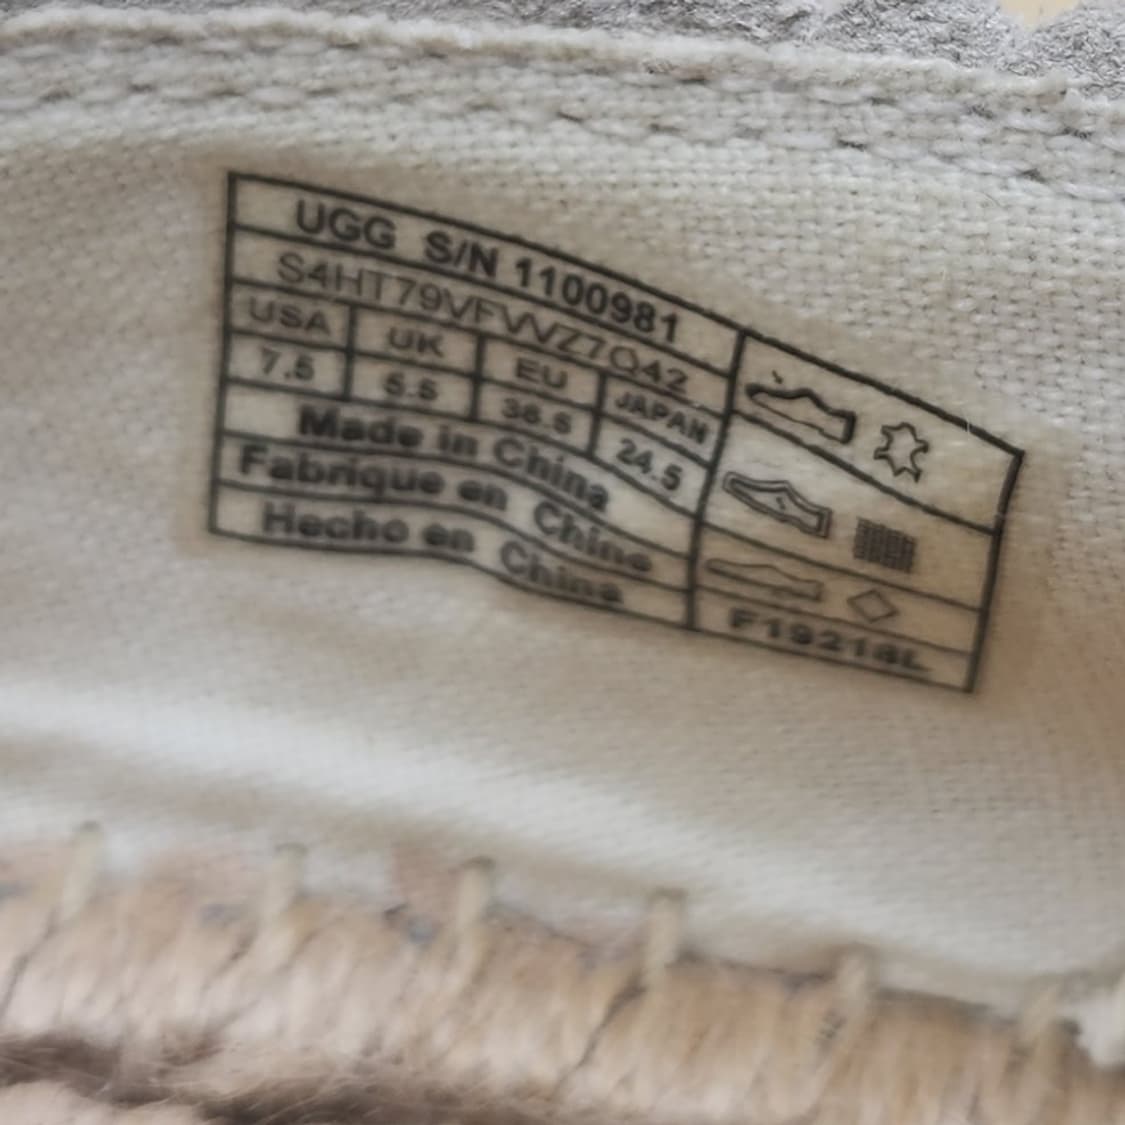 UGG S/N 1100981
S4HT79VFWZ7Q42
USA UK EU JAPAN
7.5 5.5 38.5 24.5
Made in China
Fabrique en Chine
Hecho en China
F19218L